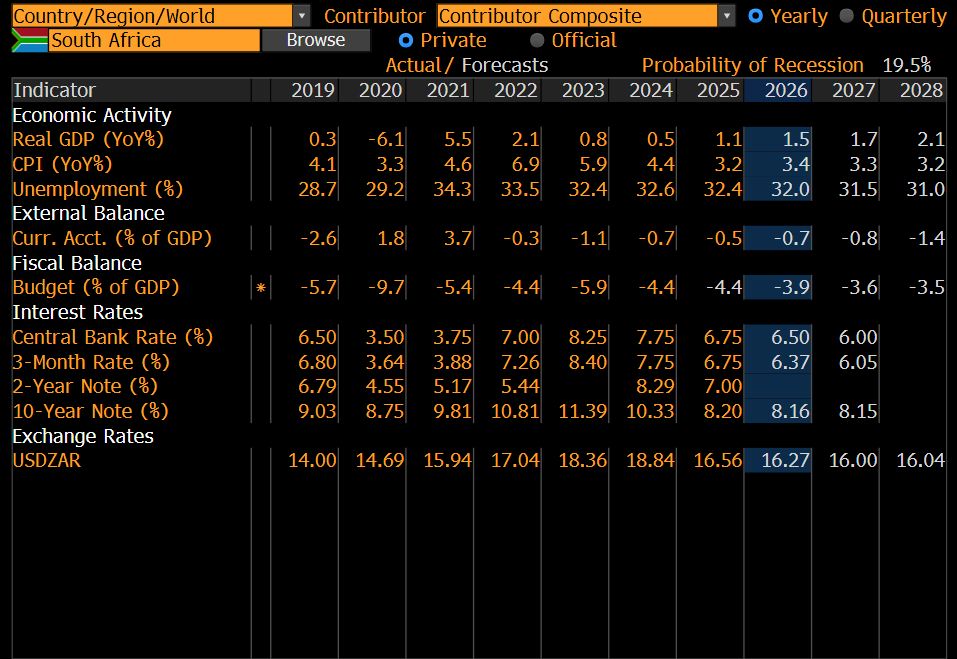 Country/Region/World Contributor Contributor Composite Yearly Quarterly
South Africa Browse Private Official
Actual/ Forecasts Probability of Recession 19.5%
Indicator 2019 2020 2021 2022 2023 2024 2025 2026 2027 2028
Economic Activity
Real GDP (YoY%) 0.3 -6.1 5.5 2.1 0.8 0.5 1.1 1.5 1.7 2.1
CPI (YoY%) 4.1 3.3 4.6 6.9 5.9 4.4 3.2 3.4 3.3 3.2
Unemployment (%) 28.7 29.2 34.3 33.5 32.4 32.6 32.4 32.0 31.5 31.0
External Balance
Curr. Acct. (% of GDP) -2.6 1.8 3.7 -0.3 -1.1 -0.7 -0.5 -0.7 -0.8 -1.4
Fiscal Balance
Budget (% of GDP) * -5.7 -9.7 -5.4 -4.4 -5.9 -4.4 -4.4 -3.9 -3.6 -3.5
Interest Rates
Central Bank Rate (%) 6.50 3.50 3.75 7.00 8.25 7.75 6.75 6.50 6.00
3-Month Rate (%) 6.80 3.64 3.88 7.26 8.40 7.75 6.75 6.37 6.05
2-Year Note (%) 6.79 4.55 5.17 5.44 8.29 7.00
10-Year Note (%) 9.03 8.75 9.81 10.81 11.39 10.33 8.20 8.16 8.15
Exchange Rates
USDZAR 14.00 14.69 15.94 17.04 18.36 18.84 16.56 16.27 16.00 16.04